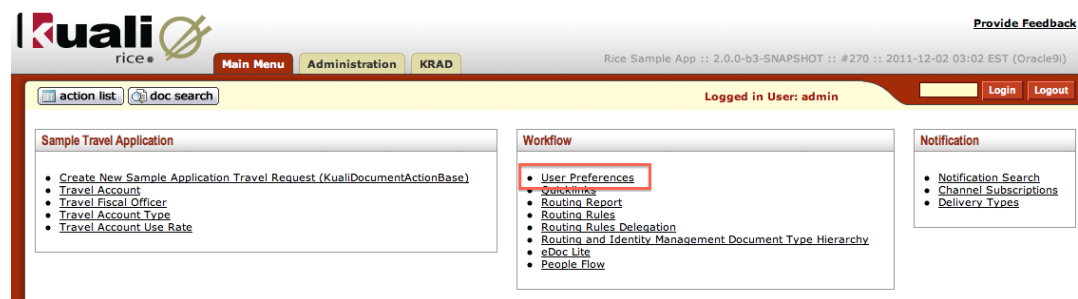 Provide Feedback
kuali
rice
Main Menu
Administration
KRAD
Rice Sample App :: 2.0.0-b3-SNAPSHOT :: #270 :: 2011-12-02 03:02 EST (Oracle9i)
action list
doc search
Logged in User: admin
Login
Logout
Sample Travel Application
Create New Sample Application Travel Request (KualiDocumentActionBase)
Travel Account
Travel Fiscal Officer
Travel Account Type
Travel Account Use Rate
Workflow
User Preferences
Quicklinks
Routing Report
Routing Rules
Routing Rules Delegation
Routing and Identity Management Document Type Hierarchy
eDoc Lite
People Flow
Notification
Notification Search
Channel Subscriptions
Delivery Types